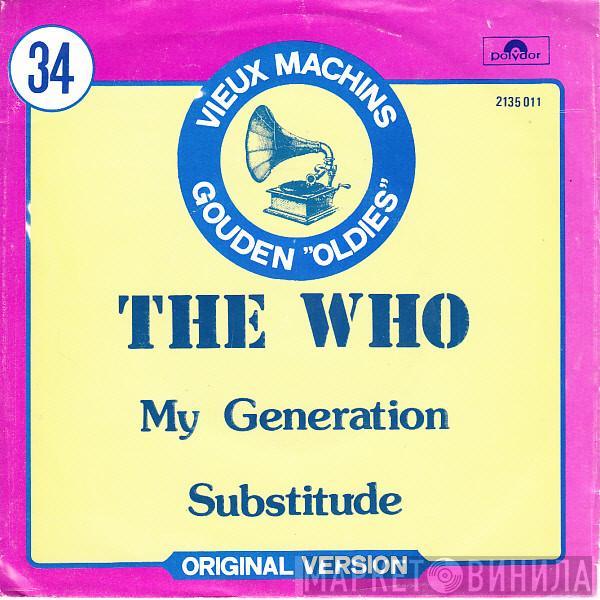 34
VIEUX MACHINS
GOUDEN "OLDIES"
polydor
2135 011
THE WHO
My Generation
Substitude
ORIGINAL VERSION
МАРКЕТ ВИНИЛА